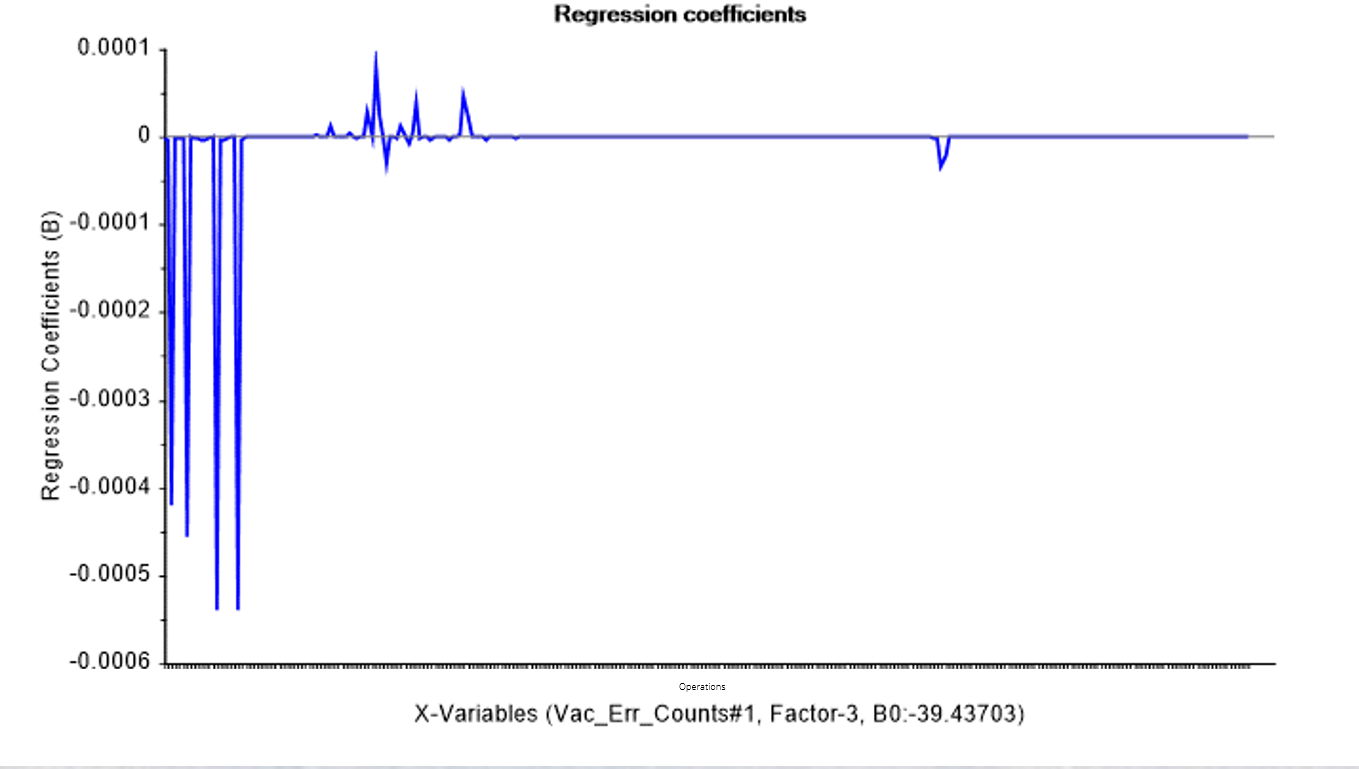 Regression coefficients
0.0001
0
-0.0001
-0.0002
-0.0003
-0.0004
-0.0005
-0.0006
Regression Coefficients (B)
Operations
X-Variables (Vac_Err_Counts#1, Factor-3, B0:-39.43703)